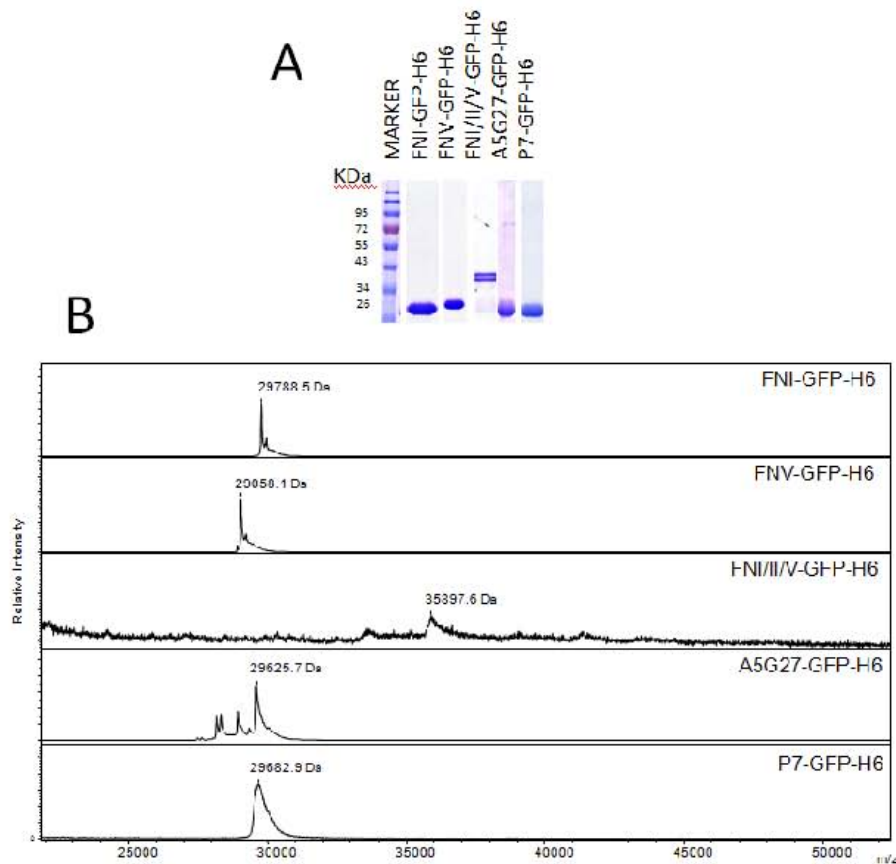 A
MARKER
FNI-GFP-H6
FNV-GFP-H6
FNI/II/V-GFP-H6
A5G27-GFP-H6
P7-GFP-H6
KDa
95
72
55
43
34
26
B
Relative Intensity
29788.5 Da
FNI-GFP-H6
29058.1 Da
FNV-GFP-H6
35897.6 Da
FNI/II/V-GFP-H6
29625.7 Da
A5G27-GFP-H6
29682.9 Da
P7-GFP-H6
0
25000 30000 35000 40000 45000 50000